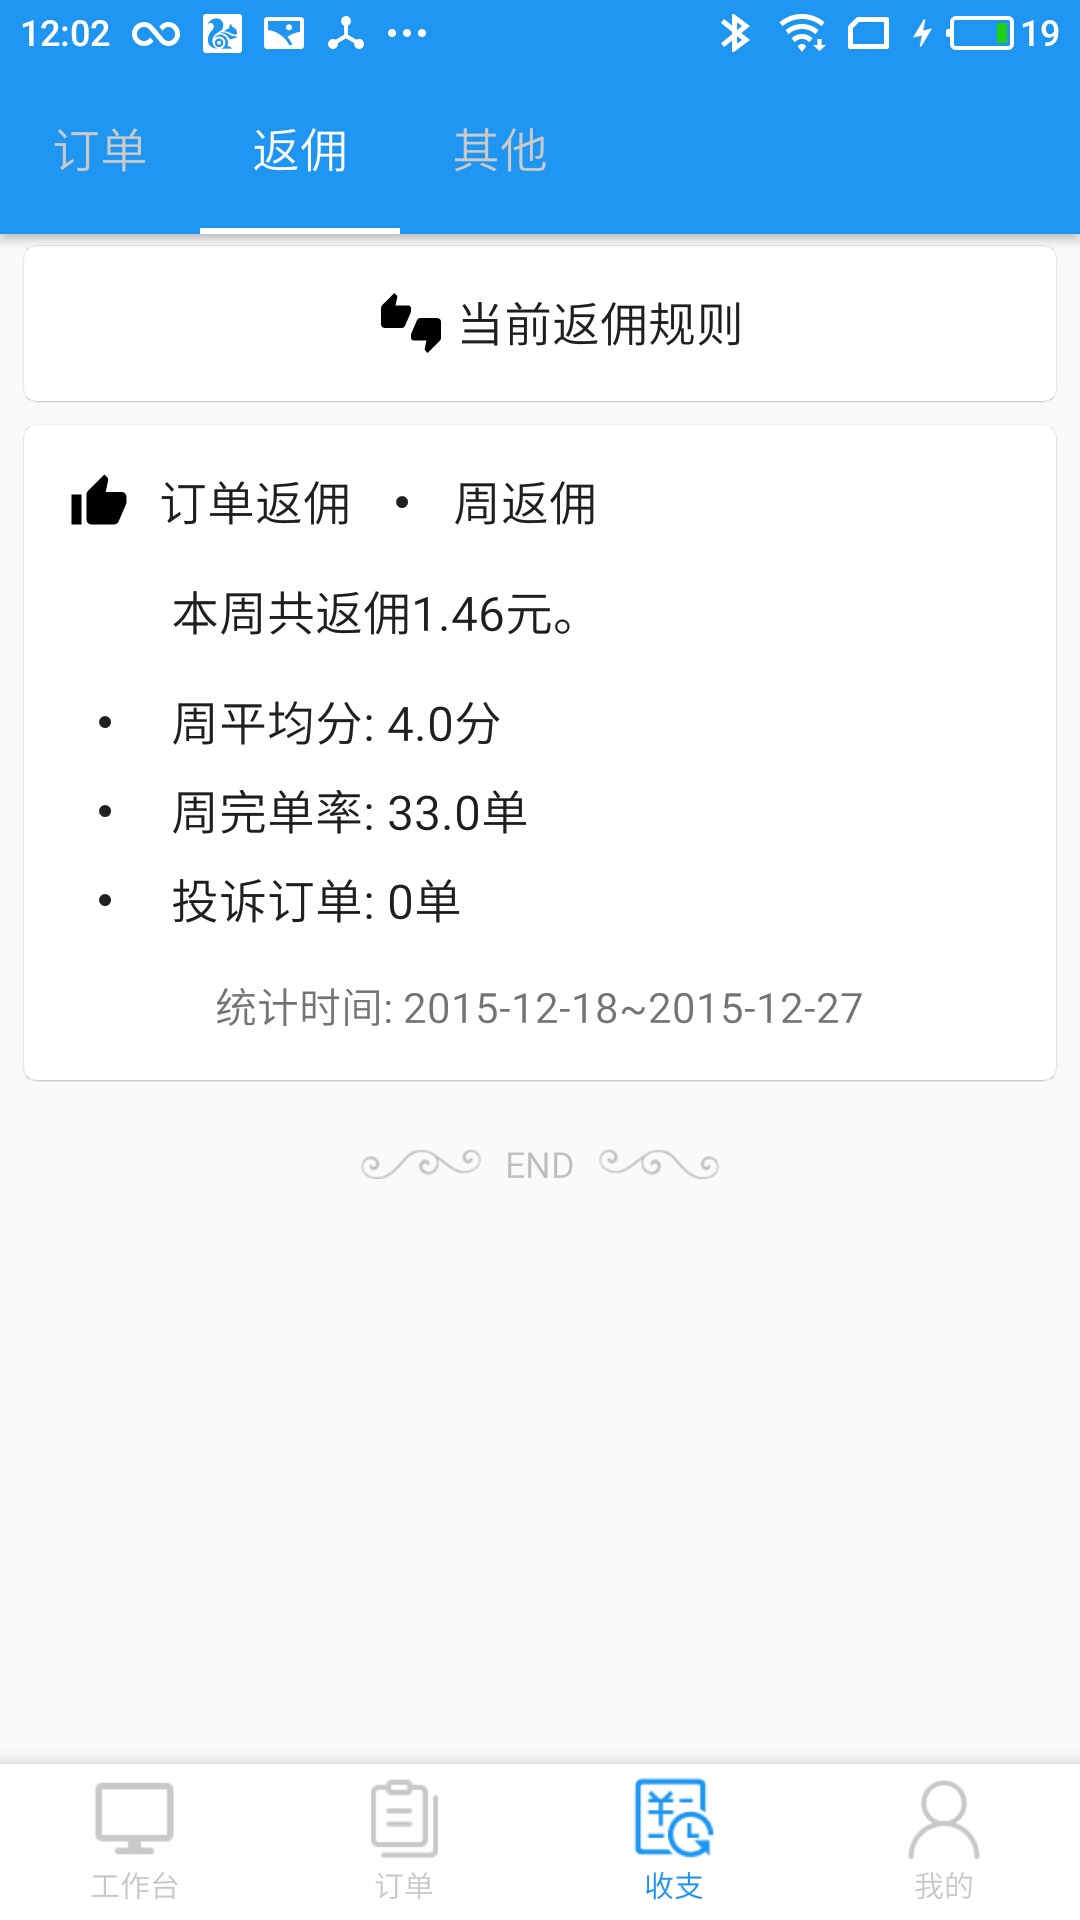 12:02 19
订单 返佣 其他
当前返佣规则
订单返佣 • 周返佣
本周共返佣1.46元。
• 周平均分: 4.0分
• 周完单率: 33.0单
• 投诉订单: 0单
统计时间: 2015-12-18~2015-12-27
END
工作台 订单 收支 我的